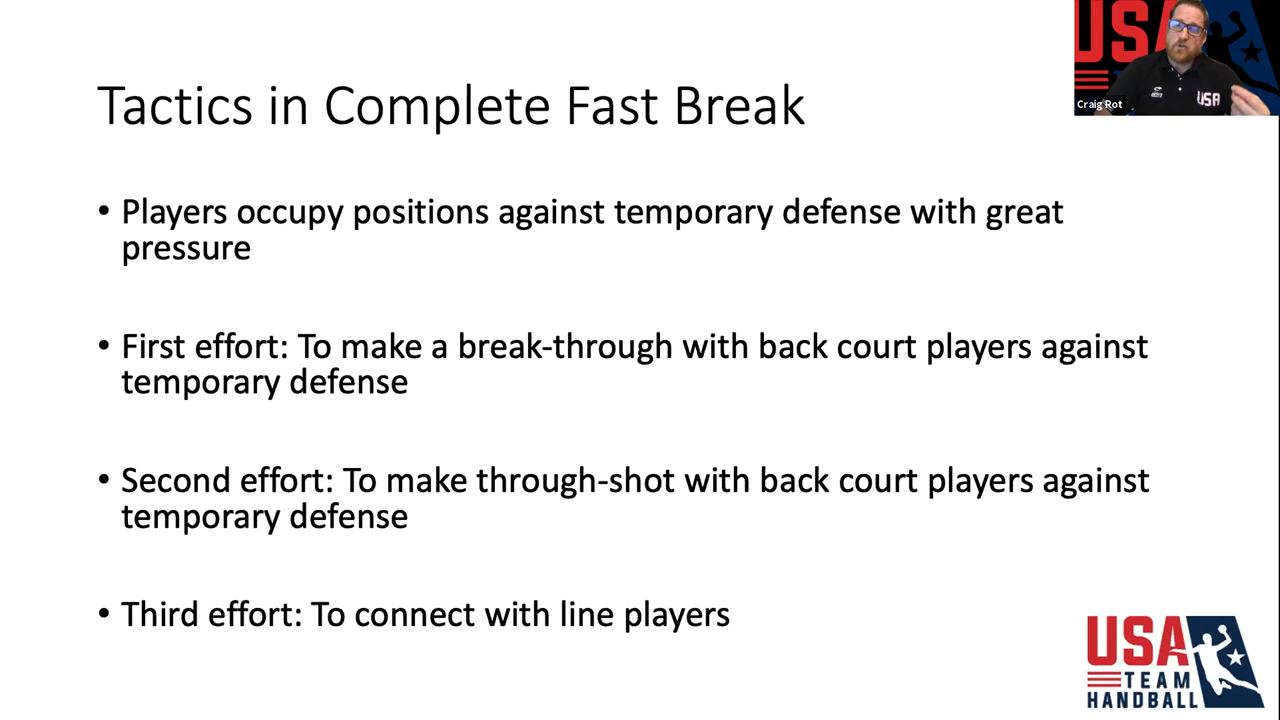 USA
Craig Rot
USA
Tactics in Complete Fast Break
• Players occupy positions against temporary defense with great
pressure
• First effort: To make a break-through with back court players against
temporary defense
• Second effort: To make through-shot with back court players against
temporary defense
• Third effort: To connect with line players
USA
TEAM
HANDBALL